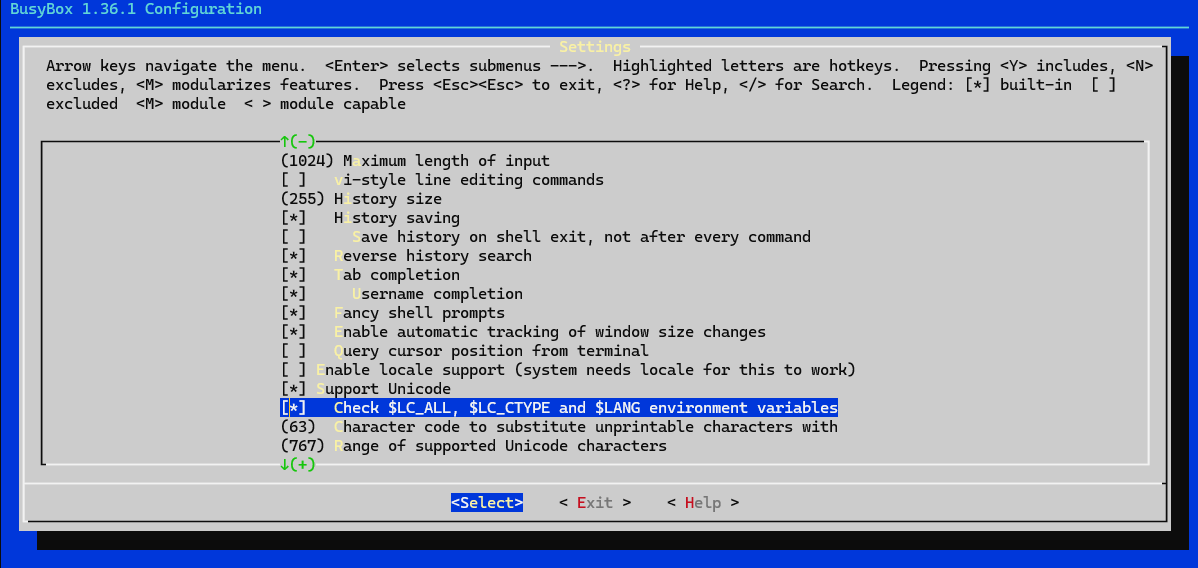 BusyBox 1.36.1 Configuration
Settings
Arrow keys navigate the menu.  <Enter> selects submenus --->.  Highlighted letters are hotkeys.  Pressing <Y> includes, <N>
excludes, <M> modularizes features.  Press <Esc><Esc> to exit, <?> for Help, </> for Search.  Legend: [*] built-in  [ ]
excluded  <M> module  < > module capable
↑(-)
(1024) Maximum length of input
[ ]   vi-style line editing commands
(255) History size
[*]   History saving
[ ]     Save history on shell exit, not after every command
[*]   Reverse history search
[*]   Tab completion
[*]     Username completion
[*]   Fancy shell prompts
[*]   Enable automatic tracking of window size changes
[ ]   Query cursor position from terminal
[ ] Enable locale support (system needs locale for this to work)
[*] Support Unicode
[*]   Check $LC_ALL, $LC_CTYPE and $LANG environment variables
(63)  Character code to substitute unprintable characters with
(767) Range of supported Unicode characters
↓(+)
<Select>    < Exit >    < Help >